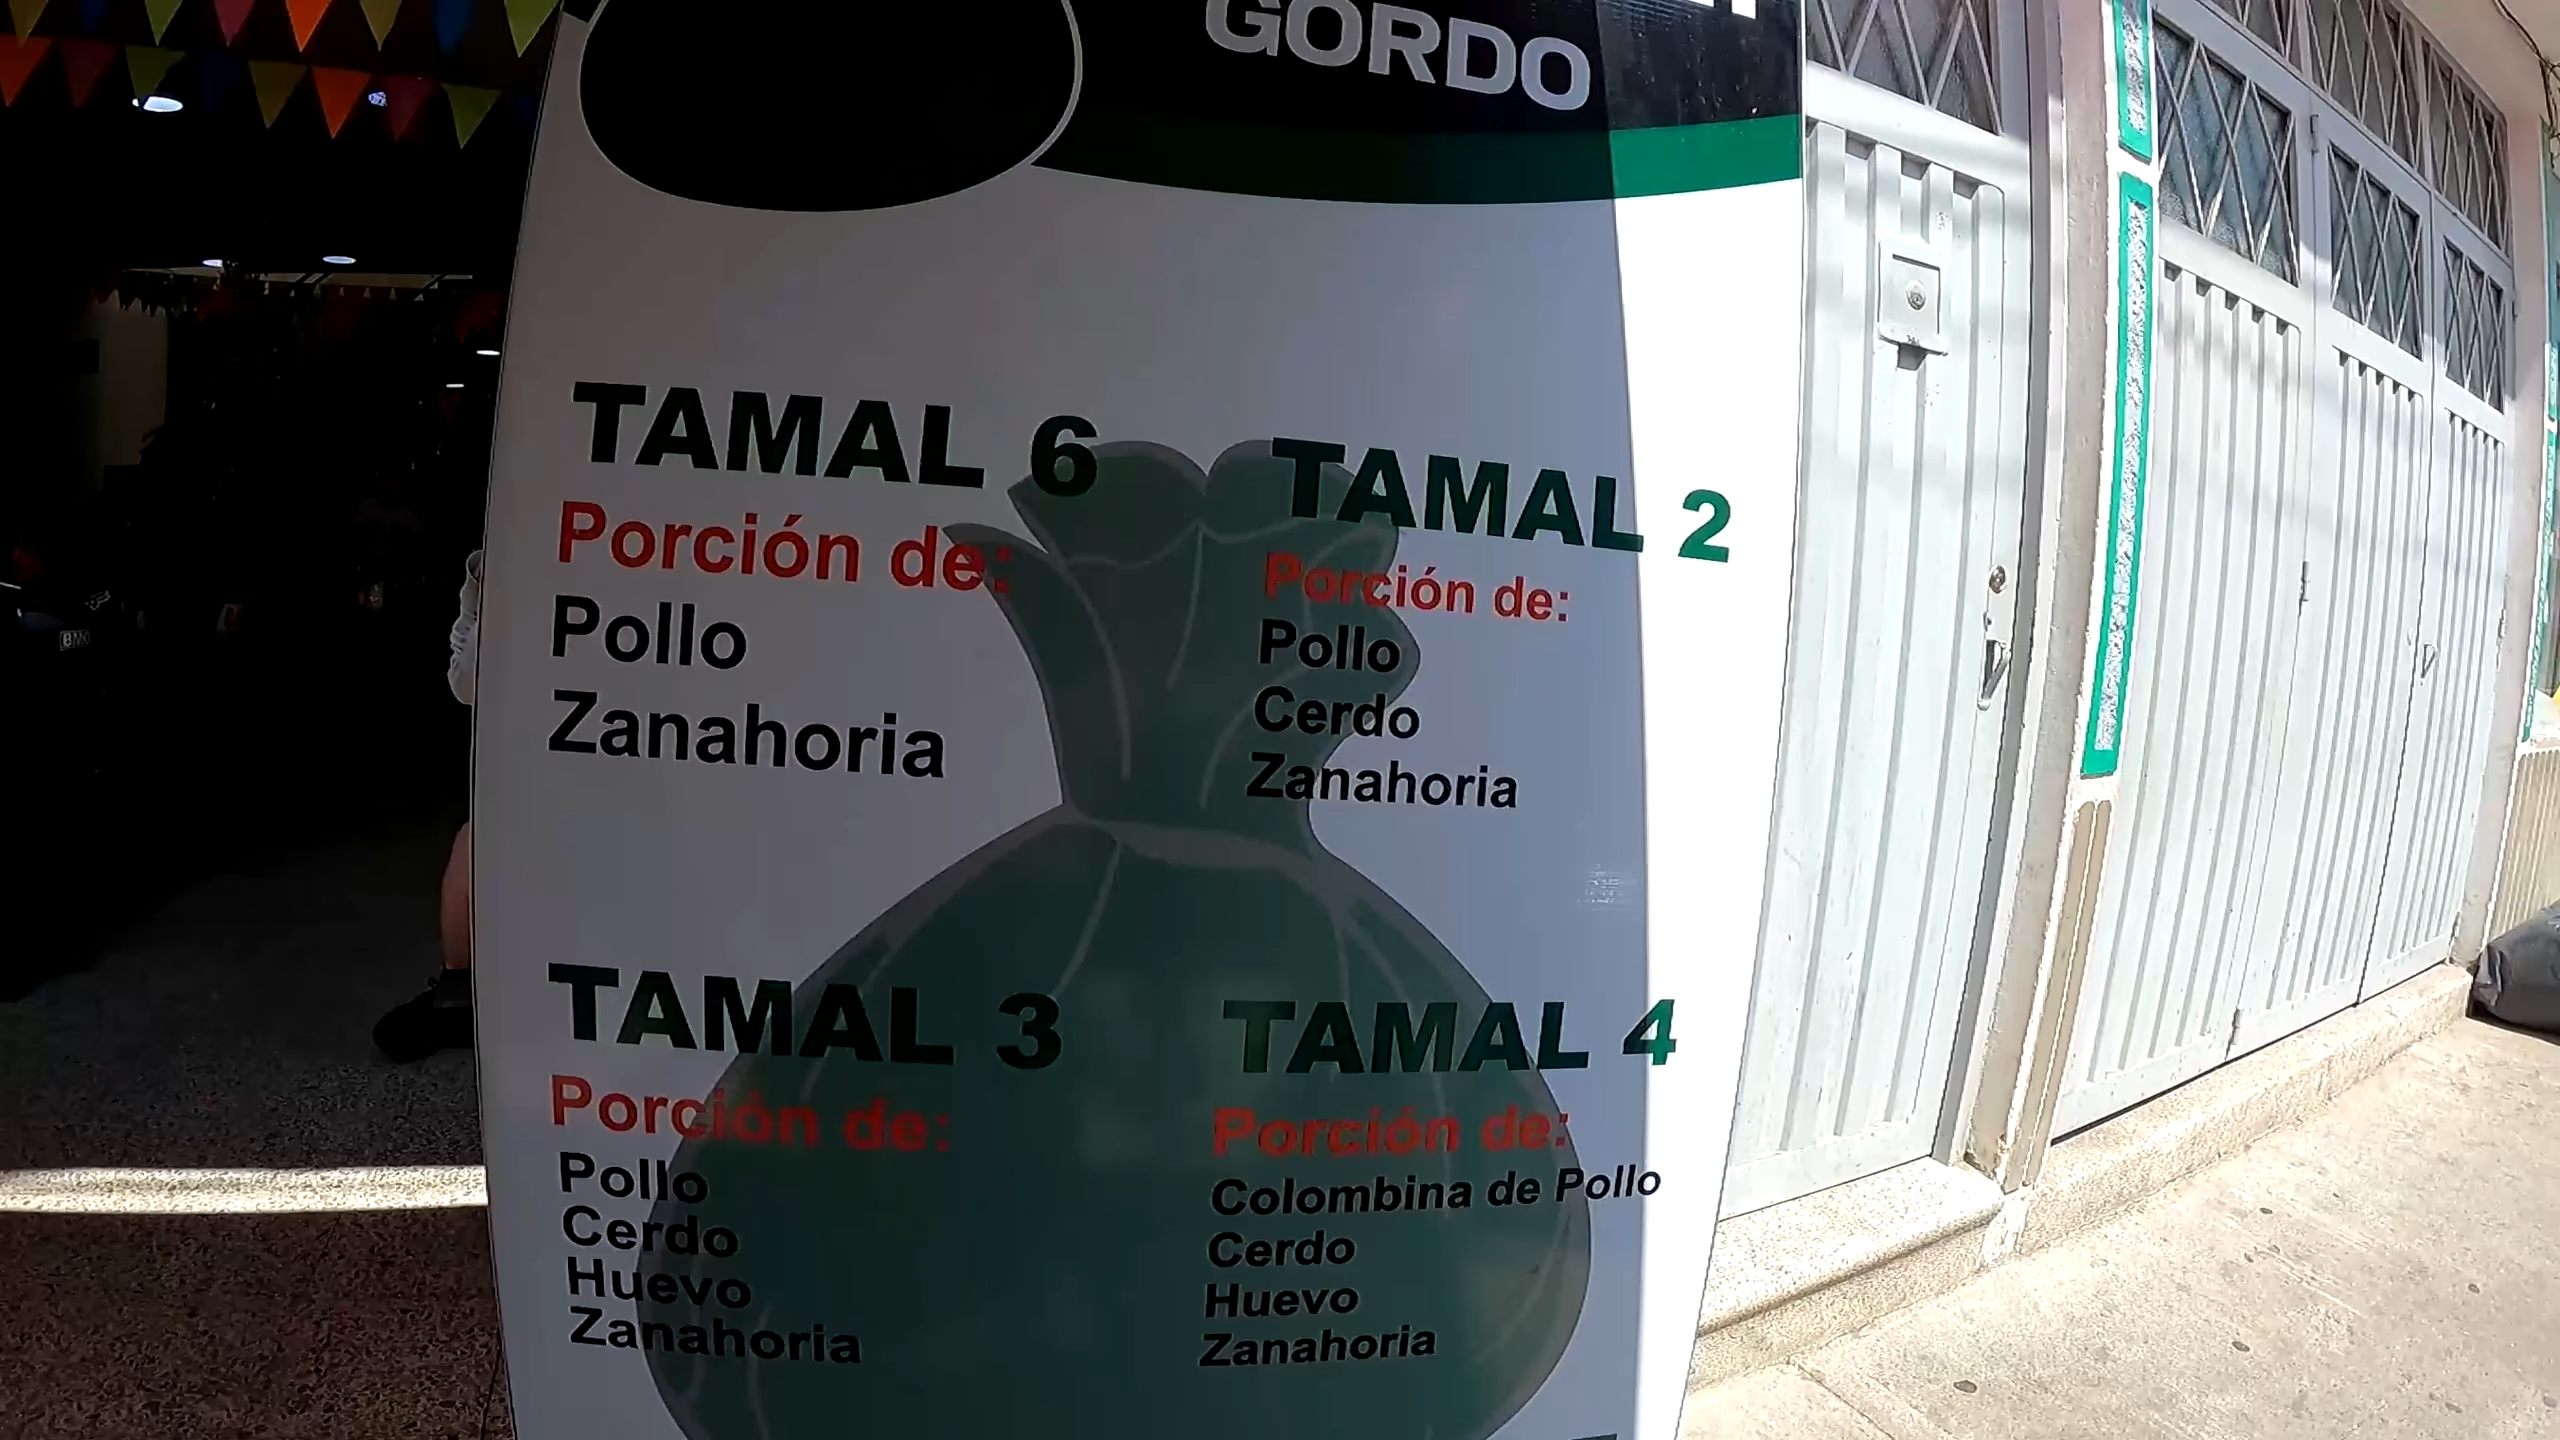 GORDO
TAMAL 6
Porción de:
Pollo
Zanahoria
TAMAL 2
Porción de:
Pollo
Cerdo
Zanahoria
TAMAL 3
Porción de:
Pollo
Cerdo
Huevo
Zanahoria
TAMAL 4
Porción de:
Colombina de Pollo
Cerdo
Huevo
Zanahoria